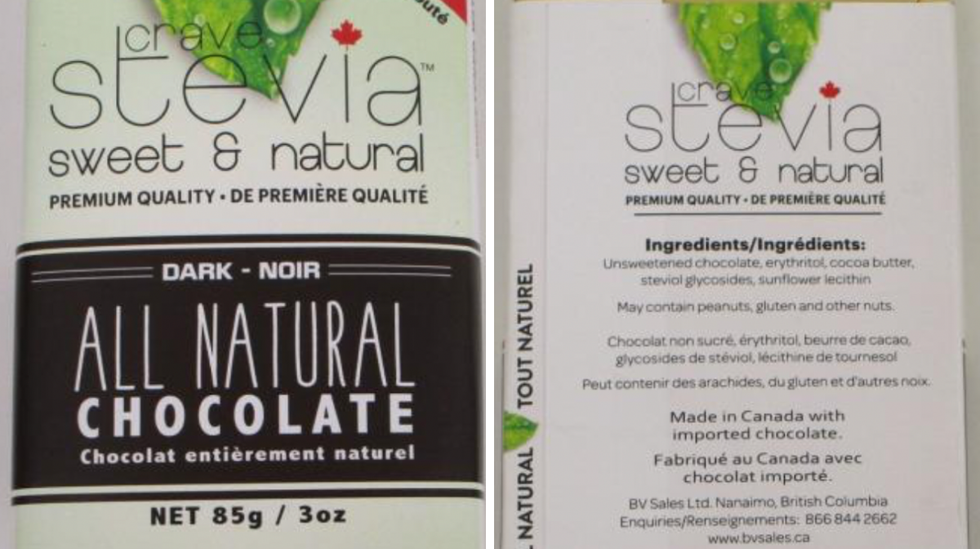 crave
stevia™
sweet & natural
PREMIUM QUALITY • DE PREMIÈRE QUALITÉ
DARK - NOIR
ALL NATURAL
CHOCOLATE
Chocolat entièrement naturel
NET 85g / 3oz
crave
stevia
sweet & natural
PREMIUM QUALITY • DE PREMIÈRE QUALITÉ
Ingredients/Ingrédients:
Unsweetened chocolate, erythritol, cocoa butter,
steviol glycosides, sunflower lecithin
May contain peanuts, gluten and other nuts.
Chocolat non sucré, érythritol, beurre de cacao,
glycosides de stéviol, lécithine de tournesol
Peut contenir des arachides, du gluten et d'autres noix.
Made in Canada with
imported chocolate.
Fabriqué au Canada avec
chocolat importé.
BV Sales Ltd. Nanaimo, British Columbia
Enquiries/Renseignements: 866 844 2662
www.bvsales.ca
NATURAL TOUT NATUREL